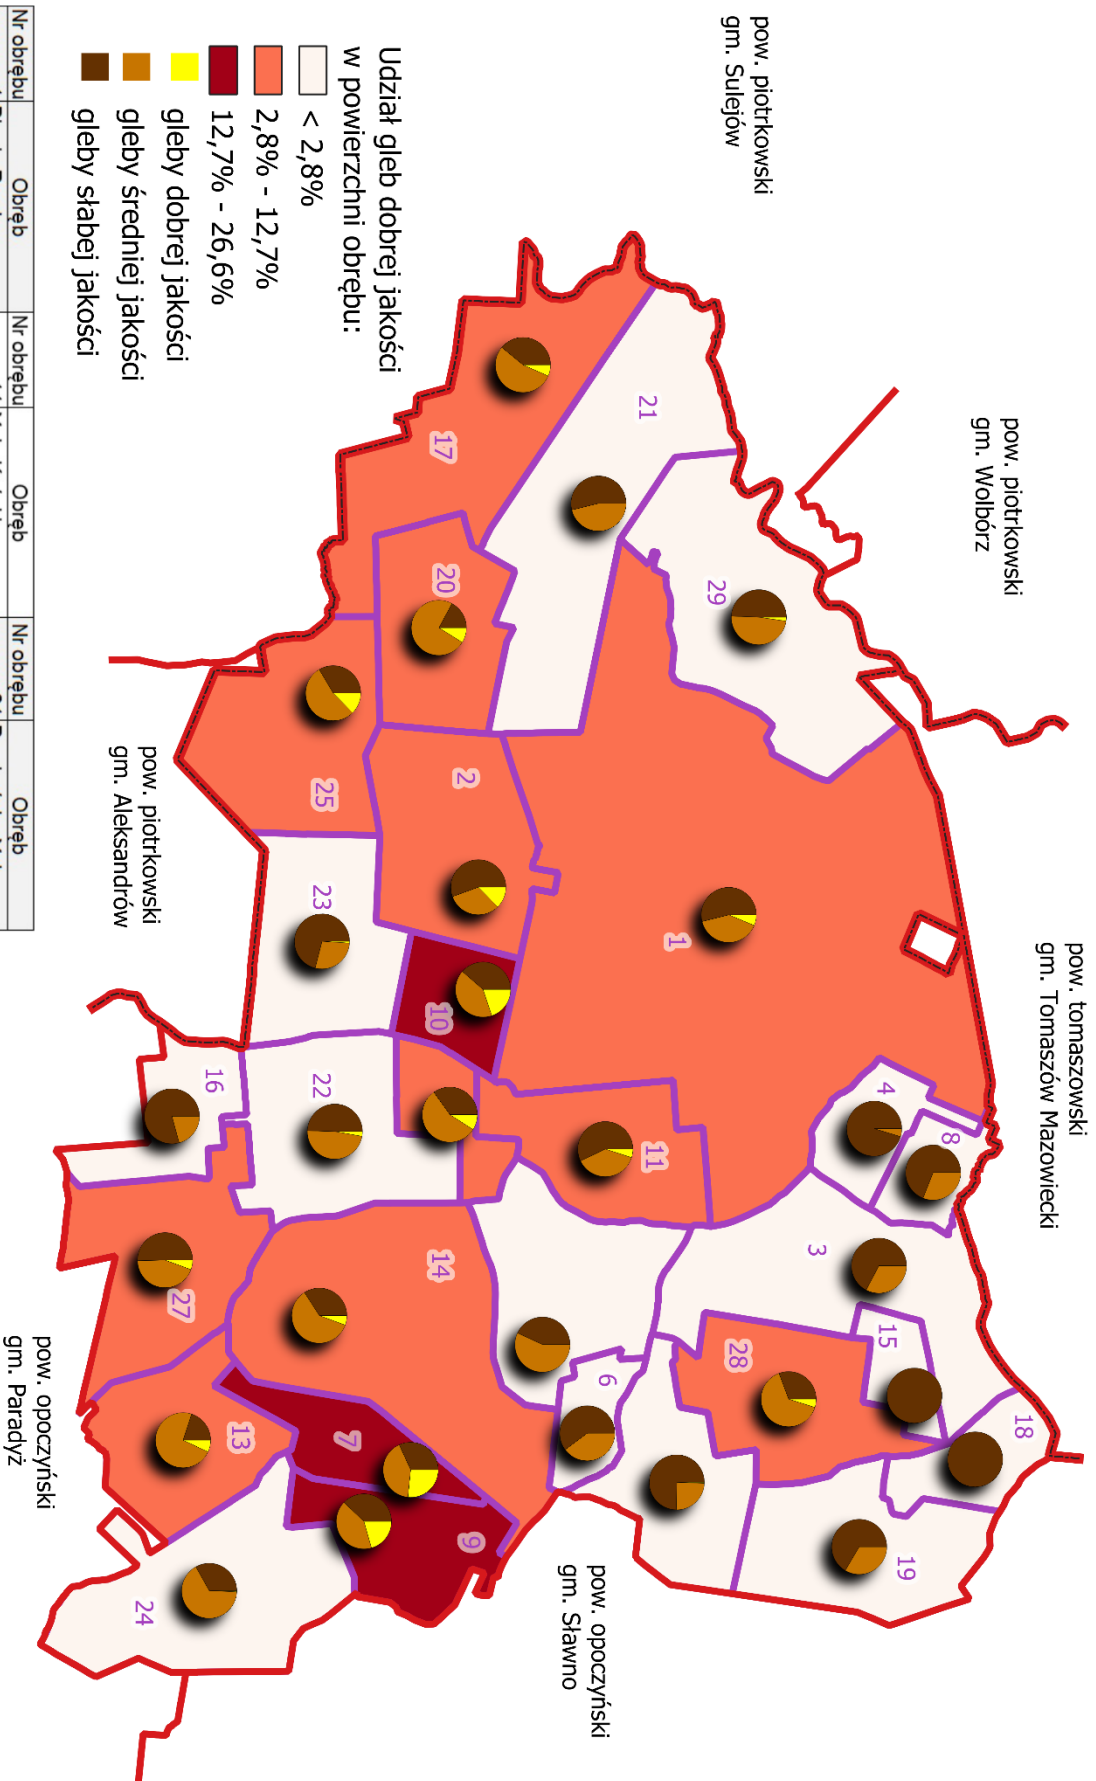 pow. piotrkowski
gm. Sulejów
pow. piotrkowski
gm. Wolbórz
pow. tomaszowski
gm. Tomaszów Mazowiecki
pow. opoczyński
gm. Sławno
pow. opoczyński
gm. Paradyż
pow. piotrkowski
gm. Aleksandrów
21
29
17
20
25
2
23
10
1
4
8
11
22
16
3
15
18
28
19
6
14
27
13
7
9
24
Udział gleb dobrej jakości
w powierzchni obrębu:
< 2,8%
2,8% - 12,7%
12,7% - 26,6%
gleby dobrej jakości
gleby średniej jakości
gleby słabej jakości
Nr obrębu Obręb Nr obrębu Obręb Nr obrębu Obręb